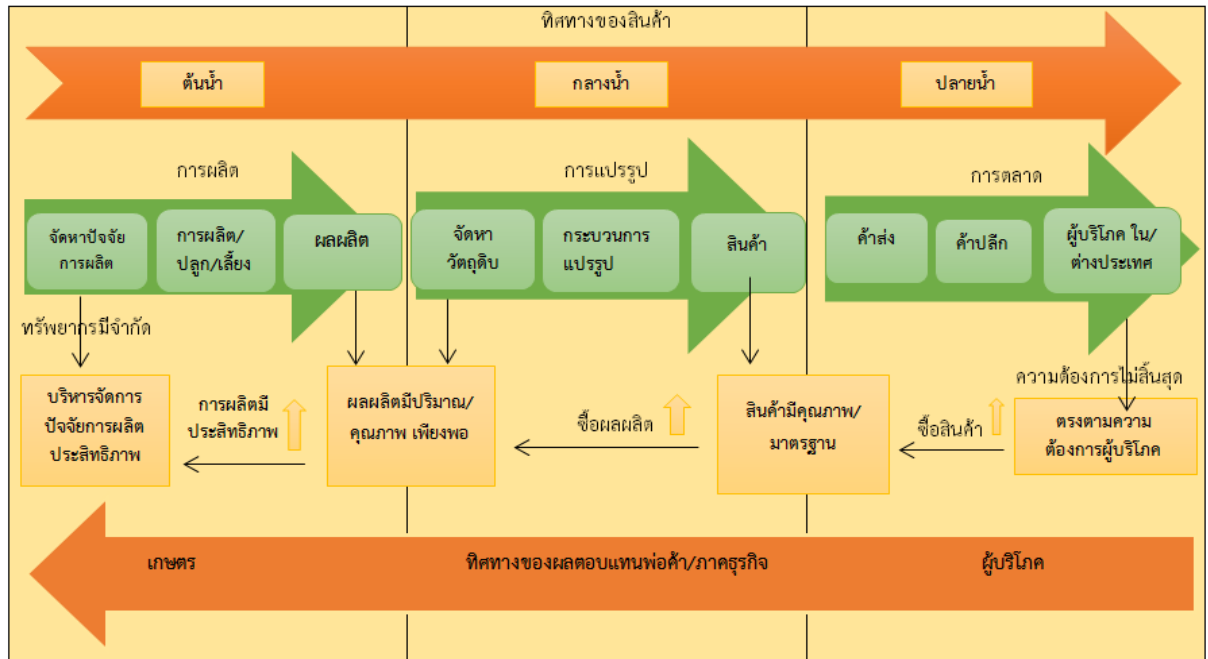 ทิศทางของสินค้า
ต้นน้ำ
กลางน้ำ
ปลายน้ำ
การผลิต
การแปรรูป
การตลาด
จัดหาปัจจัย
การผลิต
การผลิต/
ปลูก/เลี้ยง
ผลผลิต
จัดหา
วัตถุดิบ
กระบวนการ
แปรรูป
สินค้า
ค้าส่ง
ค้าปลีก
ผู้บริโภค ใน/
ต่างประเทศ
ทรัพยากรมีจำกัด
ความต้องการไม่สิ้นสุด
บริหารจัดการ
ปัจจัยการผลิต
ประสิทธิภาพ
การผลิตมี
ประสิทธิภาพ
ผลผลิตมีปริมาณ/
คุณภาพ เพียงพอ
ซื้อผลผลิต
สินค้ามีคุณภาพ/
มาตรฐาน
ซื้อสินค้า
ตรงตามความ
ต้องการผู้บริโภค
เกษตร
ทิศทางของผลตอบแทนพ่อค้า/ภาคธุรกิจ
ผู้บริโภค